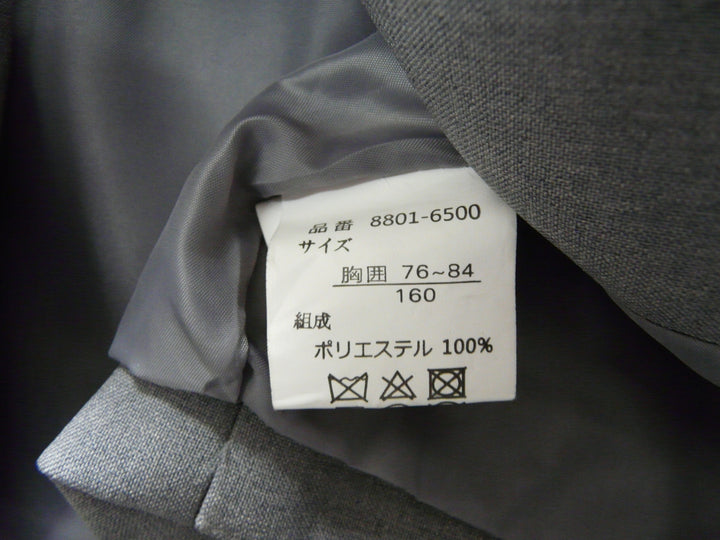 品番 8801-6500
サイズ
胸囲 76~84
160
組成
ポリエステル 100%